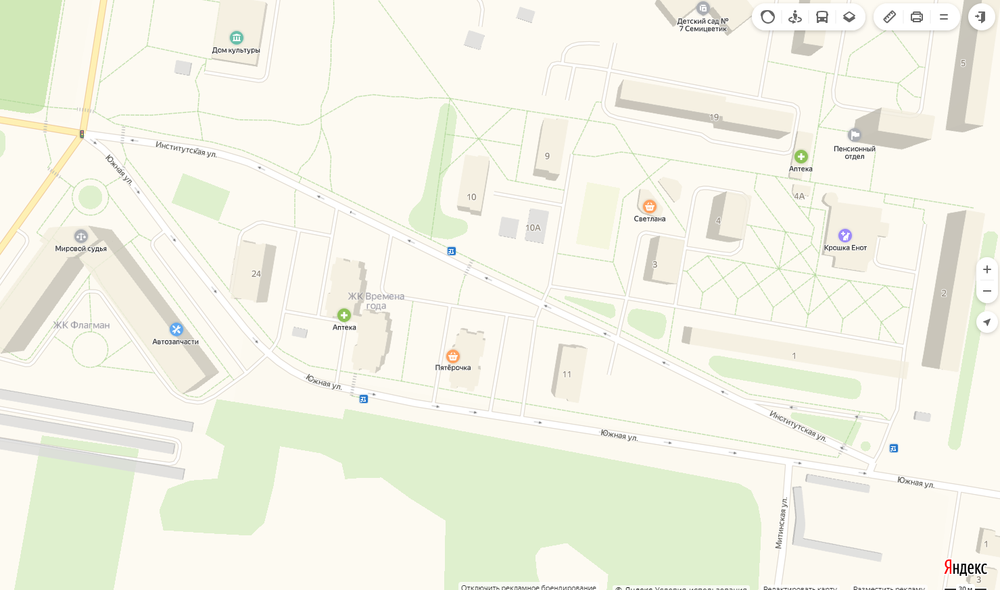 Детский сад №
7 Семицветик
Дом культуры
5
19
Институтская ул.
Южная ул.
9
Пенсионный
отдел
Аптека
10
4А
Светлана
4
10А
Мировой судья
Крошка Енот
3
24
2
ЖК Времена
года
ЖК Флагман
Аптека
Автозапчасти
1
Пятёрочка
11
Южная ул.
Институтская ул.
Южная ул.
Южная ул.
Митинская ул.
1
Яндекс
3
Отключить рекламное брендирование
© Яндекс Условия использования
Редактировать карту
Разместить рекламу
30 м